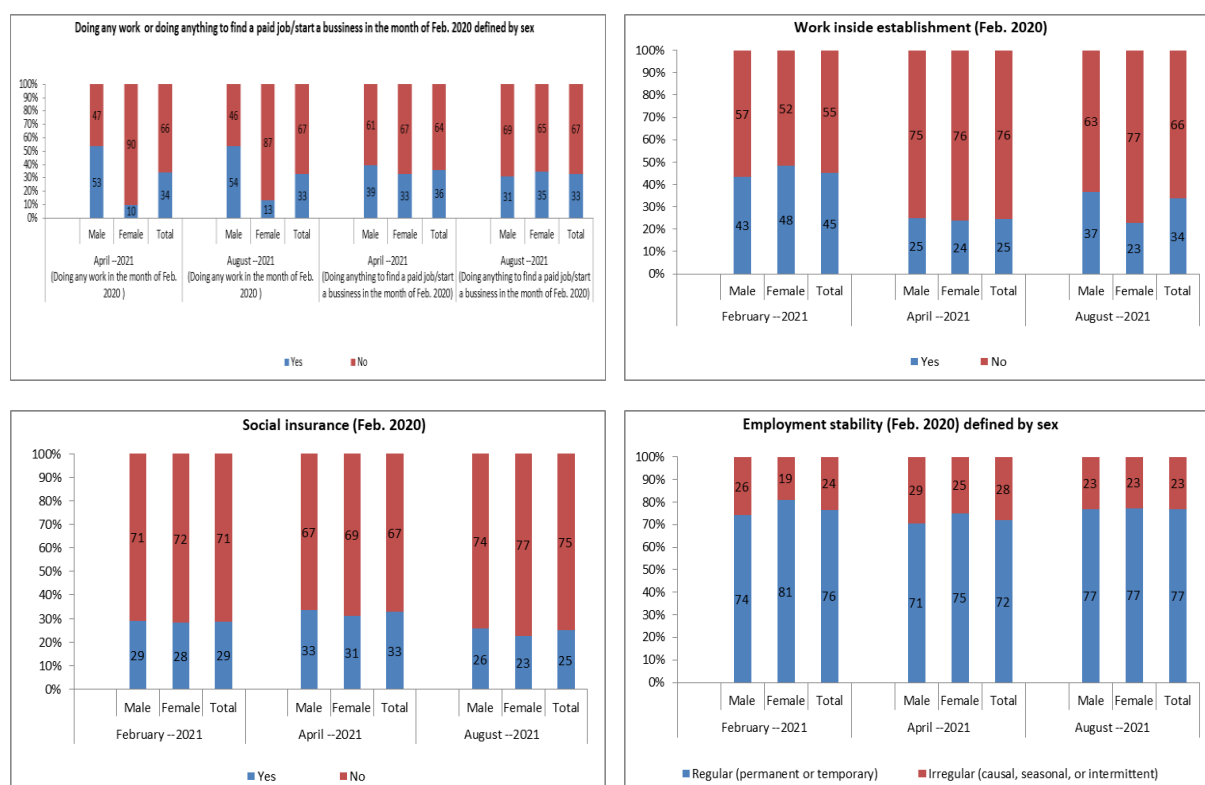 Doing any work or doing anything to find a paid job/start a bussiness in the month of Feb. 2020 defined by sex
100%
90%
80%
70%
60%
50%
40%
30%
20%
10%
0%
47 90 66 46 87 67 61 67 64 69 65 67
53 10 34 54 13 33 39 33 36 31 35 33
Male Female Total Male Female Total Male Female Total Male Female Total
April --2021 August --2021 April --2021 August --2021
(Doing any work in the month of Feb. (Doing any work in the month of Feb. (Doing anything to find a paid job/start (Doing anything to find a paid job/start
2020 ) 2020 ) a bussiness in the month of Feb. 2020) a bussiness in the month of Feb. 2020)
Yes No
Work inside establishment (Feb. 2020)
100%
90%
80%
70%
60%
50%
40%
30%
20%
10%
0%
57 52 55 75 76 76 63 77 66
43 48 45 25 24 25 37 23 34
Male Female Total Male Female Total Male Female Total
February --2021 April --2021 August --2021
Yes No
Social insurance (Feb. 2020)
100%
90%
80%
70%
60%
50%
40%
30%
20%
10%
0%
71 72 71 67 69 67 74 77 75
29 28 29 33 31 33 26 23 25
Male Female Total Male Female Total Male Female Total
February --2021 April --2021 August --2021
Yes No
Employment stability (Feb. 2020) defined by sex
100%
90%
80%
70%
60%
50%
40%
30%
20%
10%
0%
26 19 24 29 25 28 23 23 23
74 81 76 71 75 72 77 77 77
Male Female Total Male Female Total Male Female Total
February --2021 April --2021 August --2021
Regular (permanent or temporary) Irregular (causal, seasonal, or intermittent)